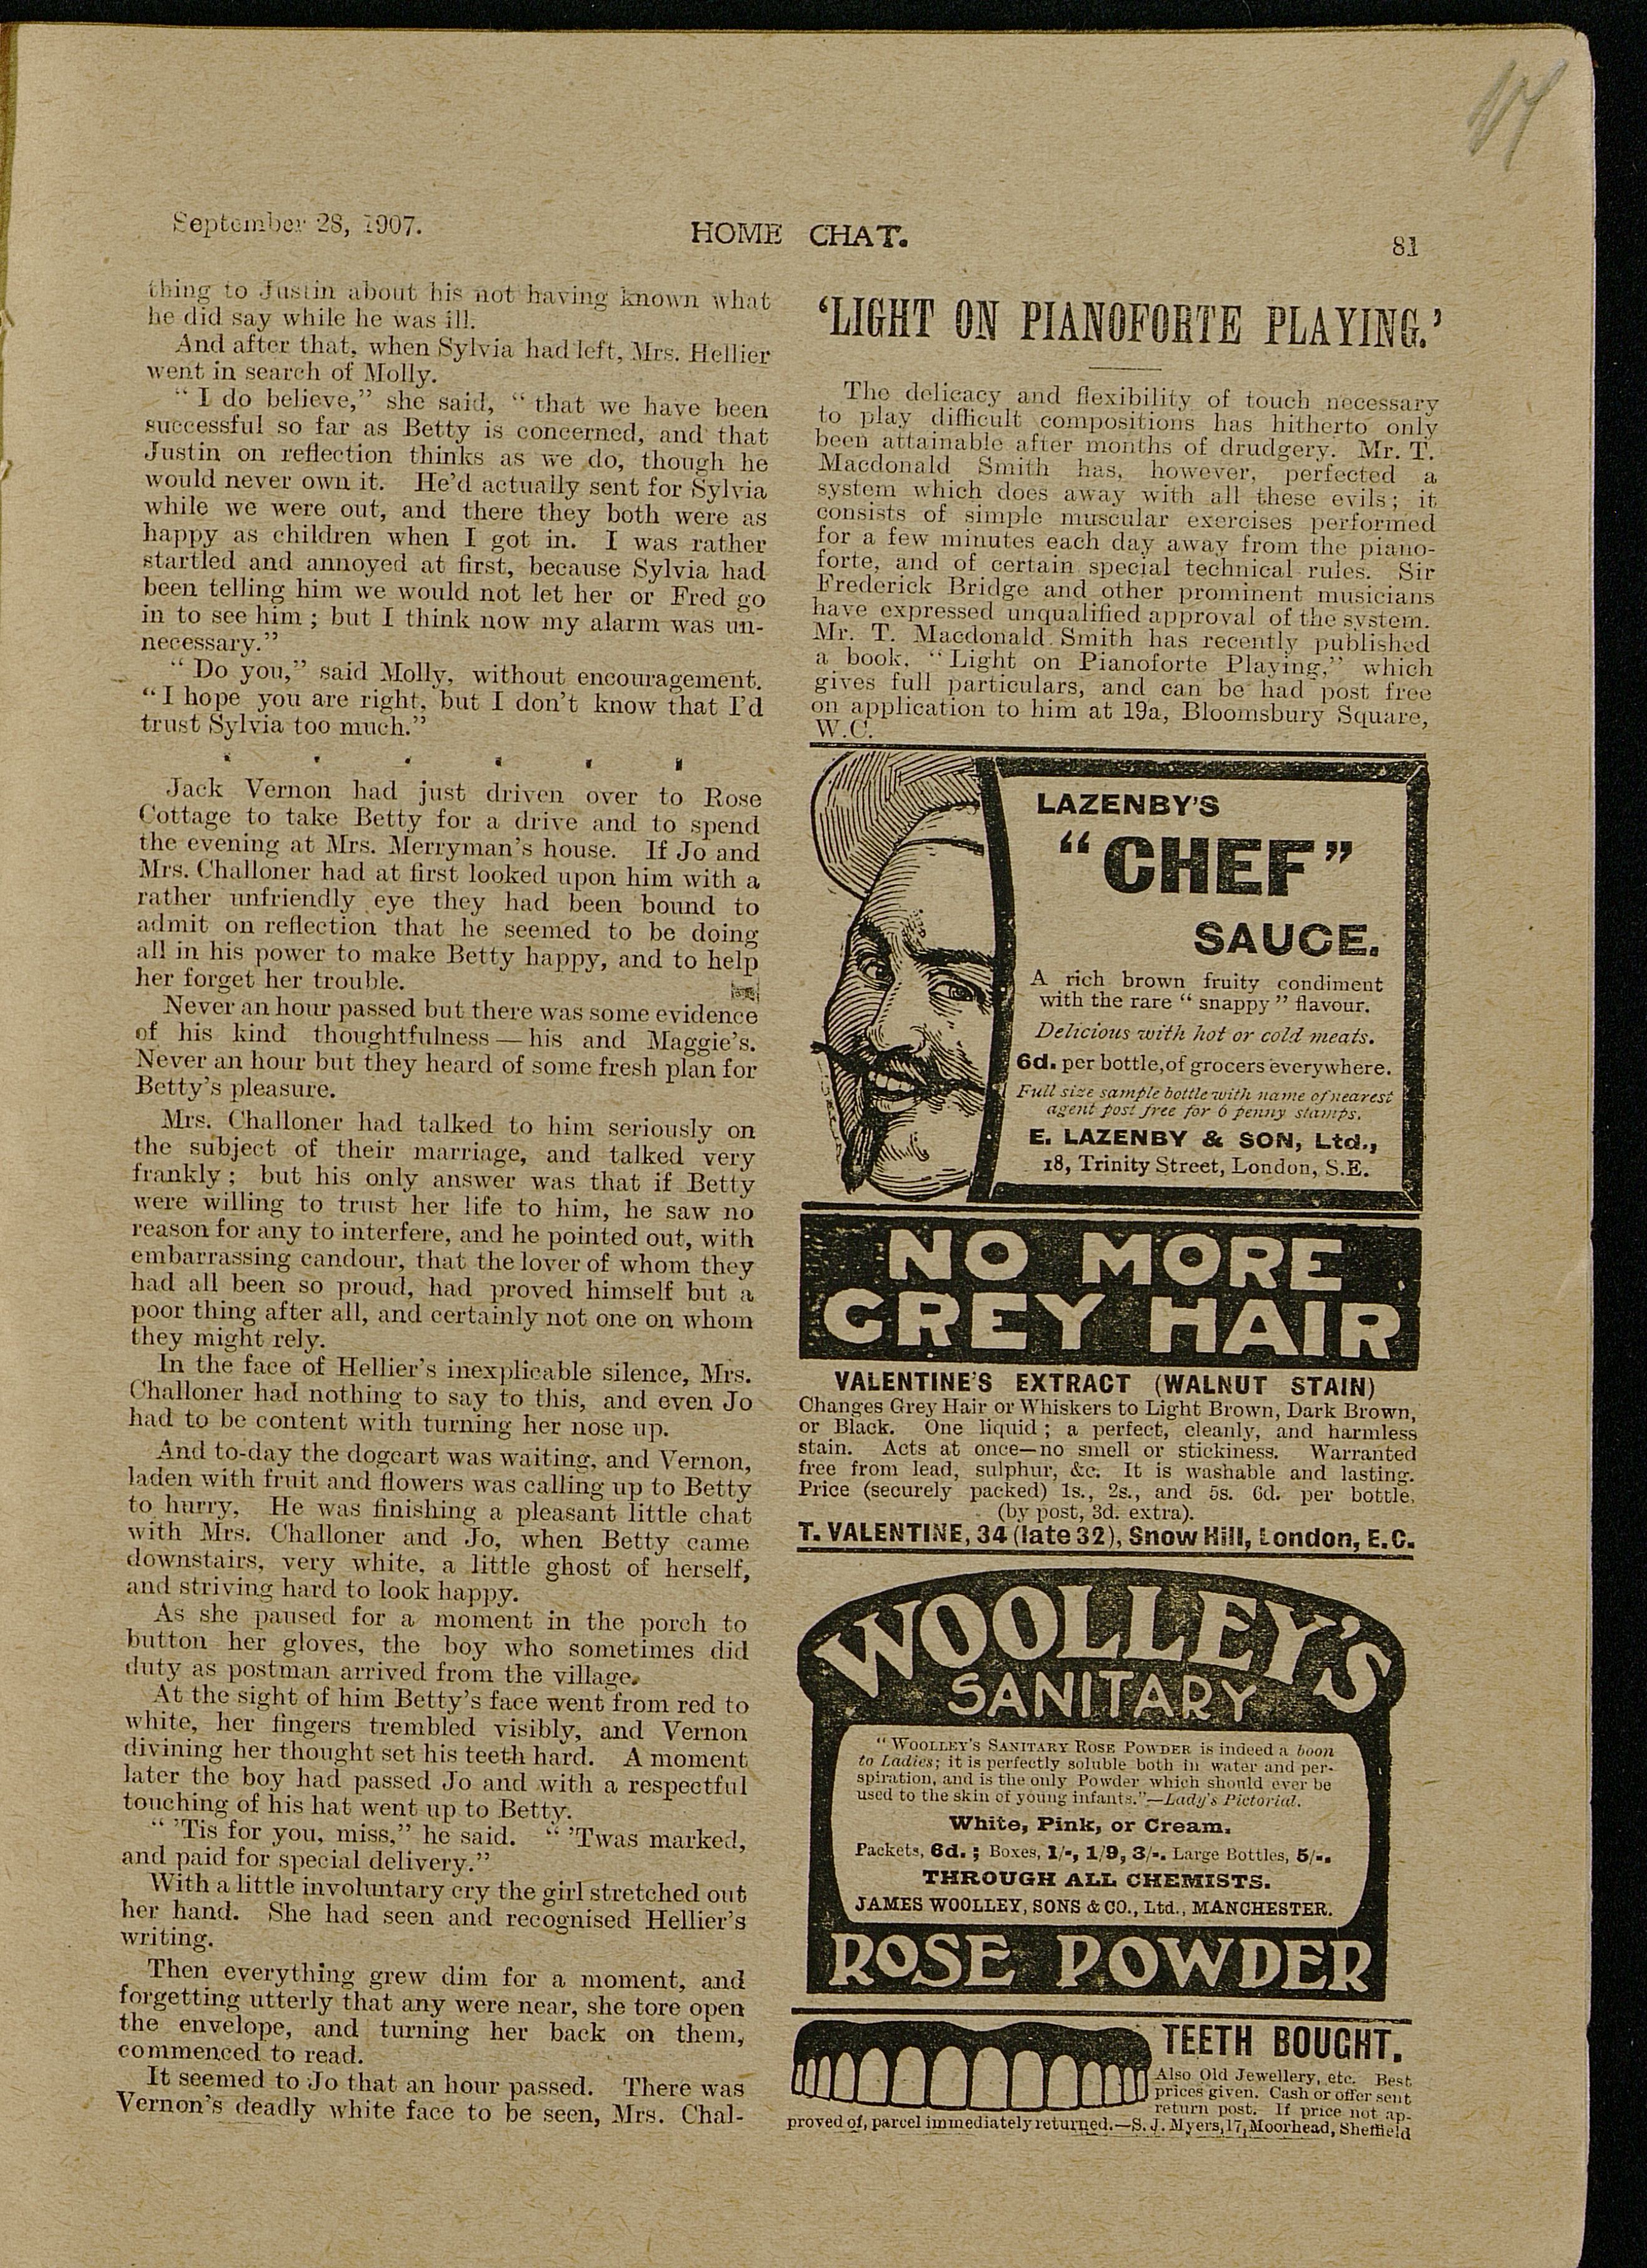 September 28, 1907.
HOME CHAT.
81
thing to Justin about his not having known what
he did say while he was ill.
And after that, when Sylvia had left, Mrs. Hellier
went in search of Molly.
“ I do believe,” she said, “ that we have been
successful so far as Betty is concerned, and that
Justin on reflection thinks as we do, though he
would never own it. He’d actually sent for Sylvia
while we were out, and there they both were as
happy as children when I got in. I was rather
startled and annoyed at first, because Sylvia had
been telling him we would not let her or Fred go
in to see him ; but I think now my alarm was un-
necessary.”
“ Do you,” said Molly, without encouragement.
“ I hope you are right, but I don’t know that I’d
trust Sylvia too much.”
Jack Vernon had just driven over to Rose
Cottage to take Betty for a drive and to spend
the evening at Mrs. Merryman’s house. If Jo and
Mrs. Challoner had at first looked upon him with a
rather unfriendly eye they had been bound to
admit on reflection that he seemed to be doing
all in his power to make Betty happy, and to help
her forget her trouble.
Never an hour passed but there was some evidence
of his kind thoughtfulness — his and Maggie’s.
Never an hour but they heard of some fresh plan for
Betty’s pleasure.
Mrs. Challoner had talked to him seriously on
the subject of their marriage, and talked very
frankly ; but his only answer was that if Betty
were willing to trust her life to him, he saw no
reason for any to interfere, and he pointed out, with
embarrassing candour, that the lover of whom they
had all been so proud, had proved himself but a
poor thing after all, and certainly not one on whom
they might rely.
In the face of Hellier’s inexplicable silence, Mrs.
Challoner had nothing to say to this, and even Jo
had to be content with turning her nose up.
And to-day the dogcart was waiting, and Vernon,
laden with fruit and flowers was calling up to Betty
to hurry. He was finishing a pleasant little chat
with Mrs. Challoner and Jo, when Betty came
downstairs, very white, a little ghost of herself,
and striving hard to look happy.
As she paused for a moment in the porch to
button her gloves, the boy who sometimes did
duty as postman arrived from the village.
At the sight of him Betty’s face went from red to
white, her fingers trembled visibly, and Vernon
divining her thought set his teeth hard. A moment
later the boy had passed Jo and with a respectful
touching of his hat went up to Betty.
“ ’Tis for you, miss,” he said. “ ’Twas marked,
and paid for special delivery.”
With a little involuntary cry the girl stretched out
her hand. She had seen and recognised Hellier’s
writing.
Then everything grew dim for a moment, and
forgetting utterly that any were near, she tore open
the envelope, and turning her back on them,
commenced to read.
It seemed to Jo that an hour passed. There was
Vernon’s deadly white face to be seen, Mrs. Chal-
‘LIGHT ON PIANOFORTE PLAYING.’
The delicacy and flexibility of touch necessary
to play difficult compositions has hitherto only
been attainable after months of drudgery. Mr. T.
Macdonald Smith has, however, perfected a
system which does away with all these evils ; it
consists of simple muscular exercises performed
for a few minutes each day away from the piano-
forte, and of certain special technical rules. Sir
Frederick Bridge and other prominent musicians
have expressed unqualified approval of the system.
Mr. T. Macdonald Smith has recently published
a book, “Light on Pianoforte Playing,” which
gives full particulars, and can be had post free
on application to him at 19a, Bloomsbury Square,
W.C.
LAZENBY’S
“CHEF”
SAUCE.
A rich brown fruity condiment
with the rare “ snappy ” flavour.
Delicious with hot or cold meats.
6d. per bottle, of grocers everywhere.
Full size sample bottle with name of nearest
agent post free for 6 penny stamps.
E. LAZENBY & SON, Ltd.,
18, Trinity Street, London, S.E.
NO MORE
GREY HAIR
VALENTINE’S EXTRACT (WALNUT STAIN)
Changes Grey Hair or Whiskers to Light Brown, Dark Brown,
or Black. One liquid ; a perfect, cleanly, and harmless
stain. Acts at once—no smell or stickiness. Warranted
free from lead, sulphur, &c. It is washable and lasting.
Price (securely packed) 1s., 2s., and 5s. 6d. per bottle.
(by post, 3d. extra).
T. VALENTINE, 34 (late 32), Snow Hill, London, E.C.
WOOLLEY’S
SANITARY
“ WOOLLEY’S SANITARY ROSE POWDER is indeed a boon
to Ladies; it is perfectly soluble both in water and per-
spiration, and is the only Powder which should ever be
used to the skin of young infants.”—Lady’s Pictorial.
White, Pink, or Cream.
Packets, 6d. ; Boxes, 1/-, 1/9, 3/-. Large Bottles, 5/-.
THROUGH ALL CHEMISTS.
JAMES WOOLLEY, SONS & CO., Ltd., MANCHESTER.
ROSE POWDER
TEETH BOUGHT.
Also Old Jewellery, etc. Best
prices given. Cash or offer sent
return post. If price not ap-
proved of, parcel immediately returned.—S. J. Myers, 17, Moorhead, Sheffield